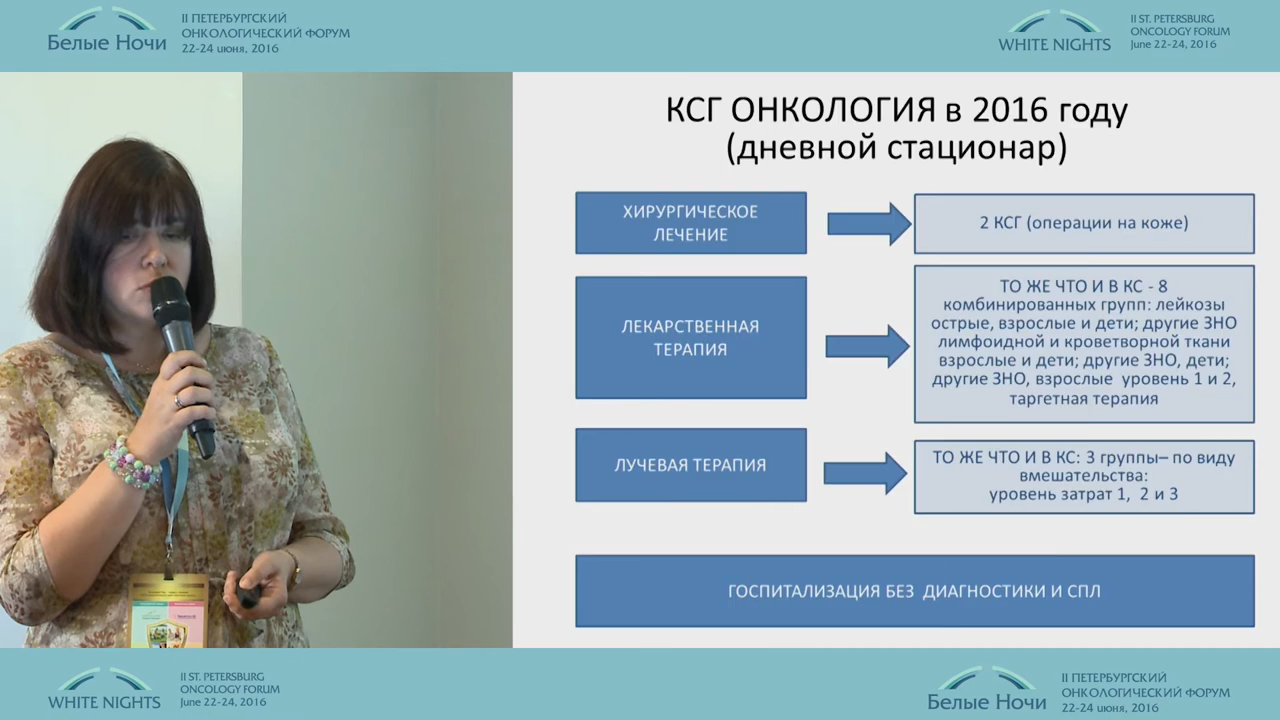 Белые Ночи
II ПЕТЕРБУРГСКИЙ
ОНКОЛОГИЧЕСКИЙ ФОРУМ
22-24 июня, 2016
WHITE NIGHTS
II ST. PETERSBURG
ONCOLOGY FORUM
June 22-24, 2016
КСГ ОНКОЛОГИЯ в 2016 году
(дневной стационар)
ХИРУРГИЧЕСКОЕ
ЛЕЧЕНИЕ
2 КСГ (операции на коже)
ЛЕКАРСТВЕННАЯ
ТЕРАПИЯ
ТО ЖЕ ЧТО И В КС - 8
комбинированных групп: лейкозы
острые, взрослые и дети; другие ЗНО
лимфоидной и кроветворной ткани
взрослые и дети; другие ЗНО, дети;
другие ЗНО, взрослые уровень 1 и 2,
таргетная терапия
ЛУЧЕВАЯ ТЕРАПИЯ
ТО ЖЕ ЧТО И В КС: 3 группы– по виду
вмешательства:
уровень затрат 1, 2 и 3
ГОСПИТАЛИЗАЦИЯ БЕЗ ДИАГНОСТИКИ И СПЛ
WHITE NIGHTS
II ST. PETERSBURG
ONCOLOGY FORUM
June 22-24, 2016
Белые Ночи
II ПЕТЕРБУРГСКИЙ
ОНКОЛОГИЧЕСКИЙ ФОРУМ
22-24 июня, 2016